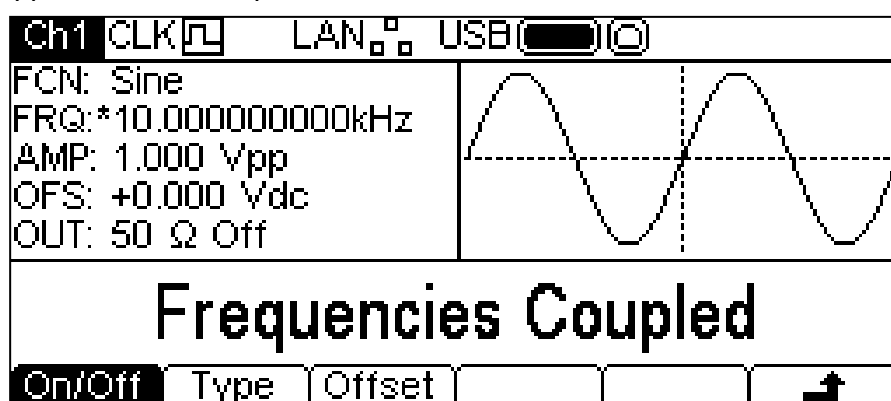 Ch1 CLK LAN USB
FCN: Sine
FRQ:*10.000000000kHz
AMP: 1.000 Vpp
OFS: +0.000 Vdc
OUT: 50 Ω Off
Frequencies Coupled
On/Off Type Offset